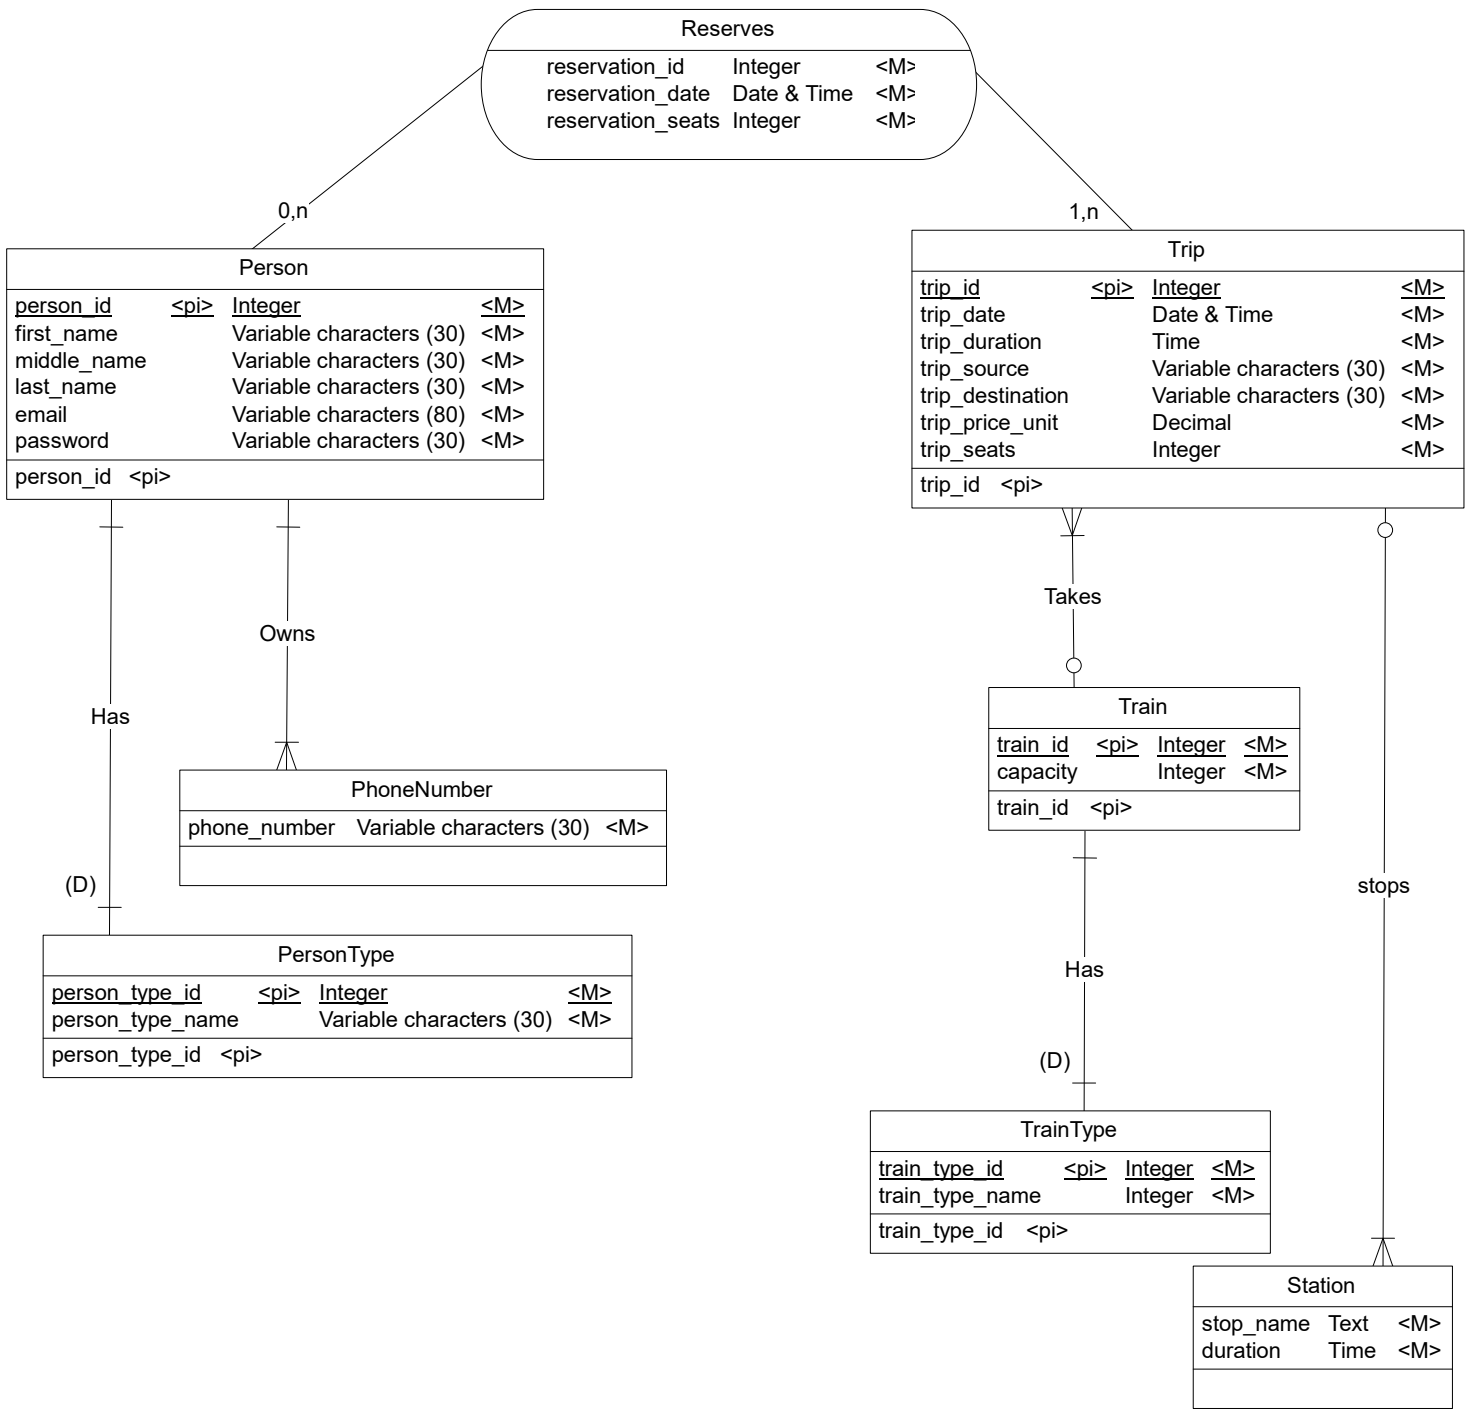 Reserves
reservation_id Integer <M>
reservation_date Date & Time <M>
reservation_seats Integer <M>
0,n
1,n
Person
person_id <pi> Integer <M>
first_name Variable characters (30) <M>
middle_name Variable characters (30) <M>
last_name Variable characters (30) <M>
email Variable characters (80) <M>
password Variable characters (30) <M>
person_id <pi>
Trip
trip_id <pi> Integer <M>
trip_date Date & Time <M>
trip_duration Time <M>
trip_source Variable characters (30) <M>
trip_destination Variable characters (30) <M>
trip_price_unit Decimal <M>
trip_seats Integer <M>
trip_id <pi>
Takes
Owns
Has
Train
train_id <pi> Integer <M>
capacity Integer <M>
train_id <pi>
PhoneNumber
phone_number Variable characters (30) <M>
(D)
stops
PersonType
person_type_id <pi> Integer <M>
person_type_name Variable characters (30) <M>
person_type_id <pi>
Has
(D)
TrainType
train_type_id <pi> Integer <M>
train_type_name Integer <M>
train_type_id <pi>
Station
stop_name Text <M>
duration Time <M>